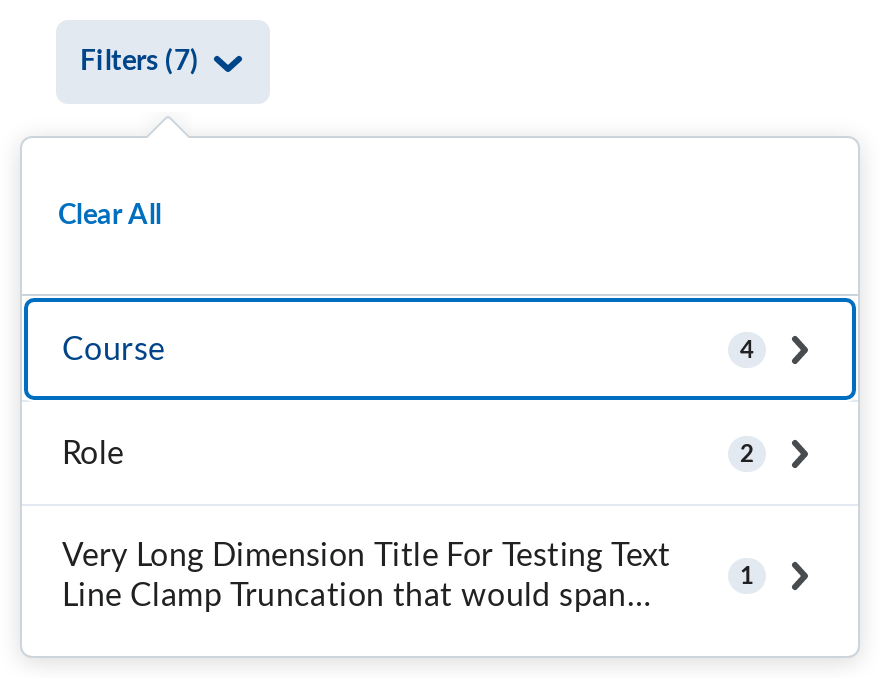 Filters (7)
Clear All
Course 4
Role 2
Very Long Dimension Title For Testing Text
Line Clamp Truncation that would span...
1